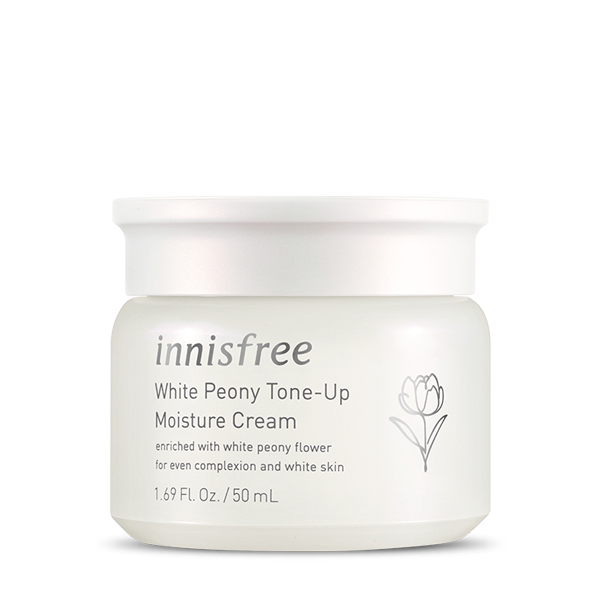 innisfree
White Peony Tone-Up
Moisture Cream
enriched with white peony flower
for even complexion and white skin
1.69 Fl. Oz. / 50 mL